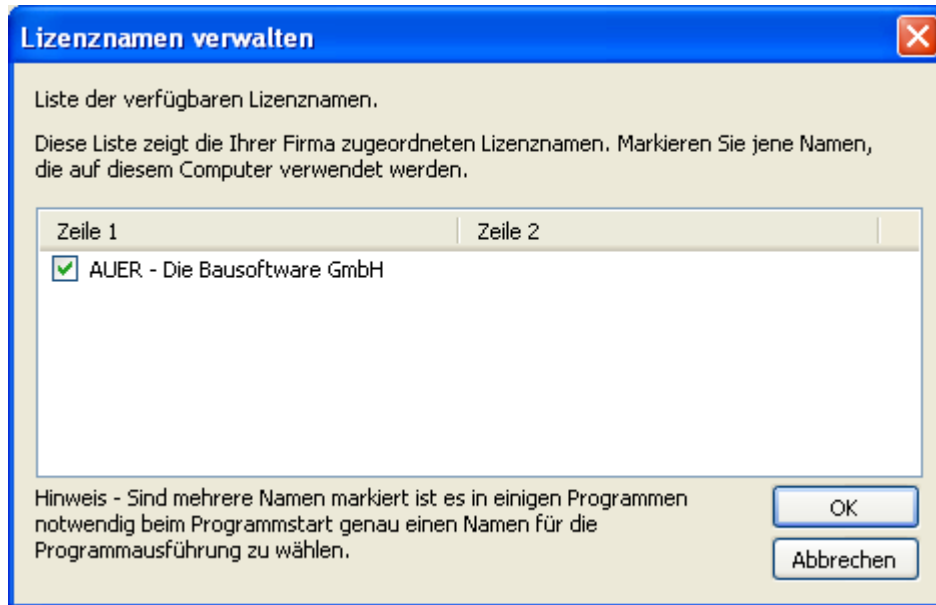 Lizenznamen verwalten
Liste der verfügbaren Lizenznamen.
Diese Liste zeigt die Ihrer Firma zugeordneten Lizenznamen. Markieren Sie jene Namen,
die auf diesem Computer verwendet werden.
Zeile 1 Zeile 2
AUER - Die Bausoftware GmbH
Hinweis - Sind mehrere Namen markiert ist es in einigen Programmen
notwendig beim Programmstart genau einen Namen für die
Programmausführung zu wählen.
OK
Abbrechen